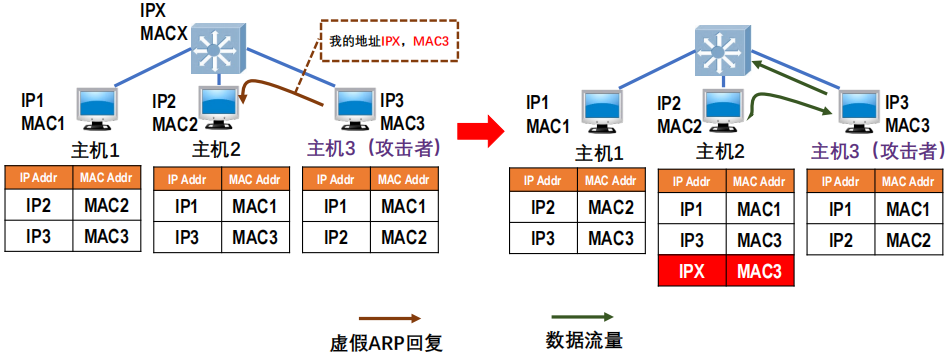 IPX
MACX
我的地址IPX，MAC3
IP1
MAC1
IP2
MAC2
IP3
MAC3
主机1
主机2
主机3（攻击者）
IP Addr MAC Addr
IP2 MAC2
IP3 MAC3
IP Addr MAC Addr
IP1 MAC1
IP3 MAC3
IP Addr MAC Addr
IP1 MAC1
IP2 MAC2
IP1
MAC1
IP2
MAC2
IP3
MAC3
主机1
主机2
主机3（攻击者）
IP Addr MAC Addr
IP2 MAC2
IP3 MAC3
IP Addr MAC Addr
IP1 MAC1
IP3 MAC3
IPX MAC3
IP Addr MAC Addr
IP1 MAC1
IP2 MAC2
虚假ARP回复
数据流量